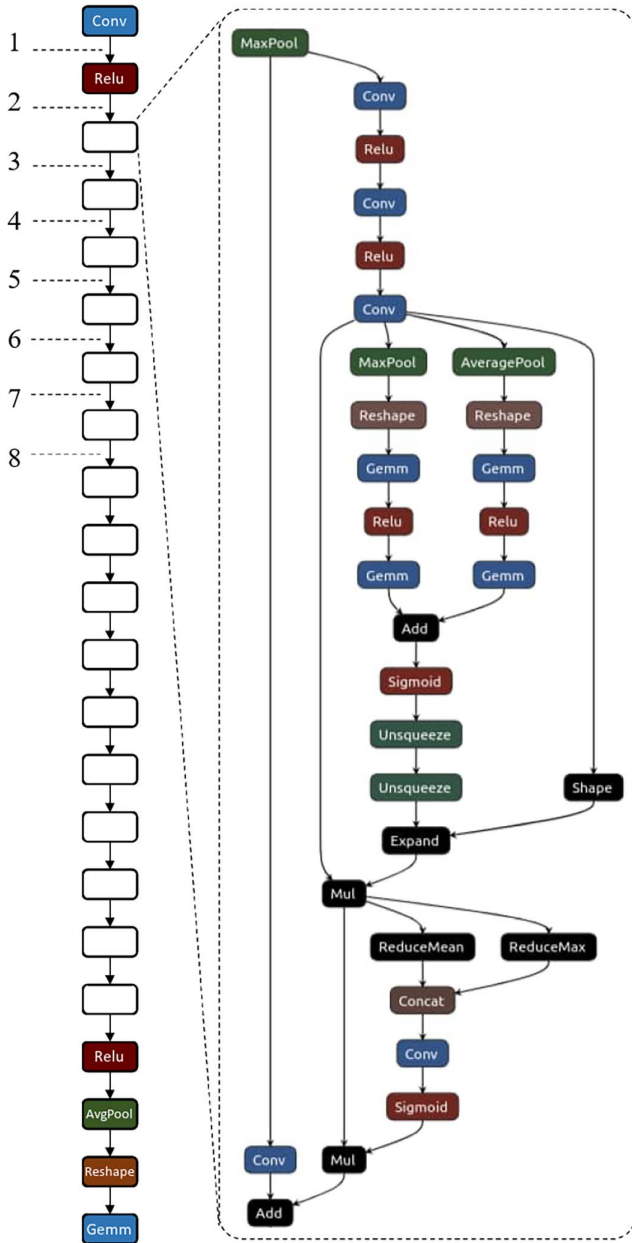 Conv
1
Relu
2
3
4
5
6
7
8
Relu
AvgPool
Reshape
Gemm
MaxPool
Conv
Relu
Conv
Relu
Conv
MaxPool AveragePool
Reshape Reshape
Gemm Gemm
Relu Relu
Gemm Gemm
Add
Sigmoid
Unsqueeze
Unsqueeze Shape
Expand
Mul
ReduceMean ReduceMax
Concat
Conv
Sigmoid
Conv Mul
Add